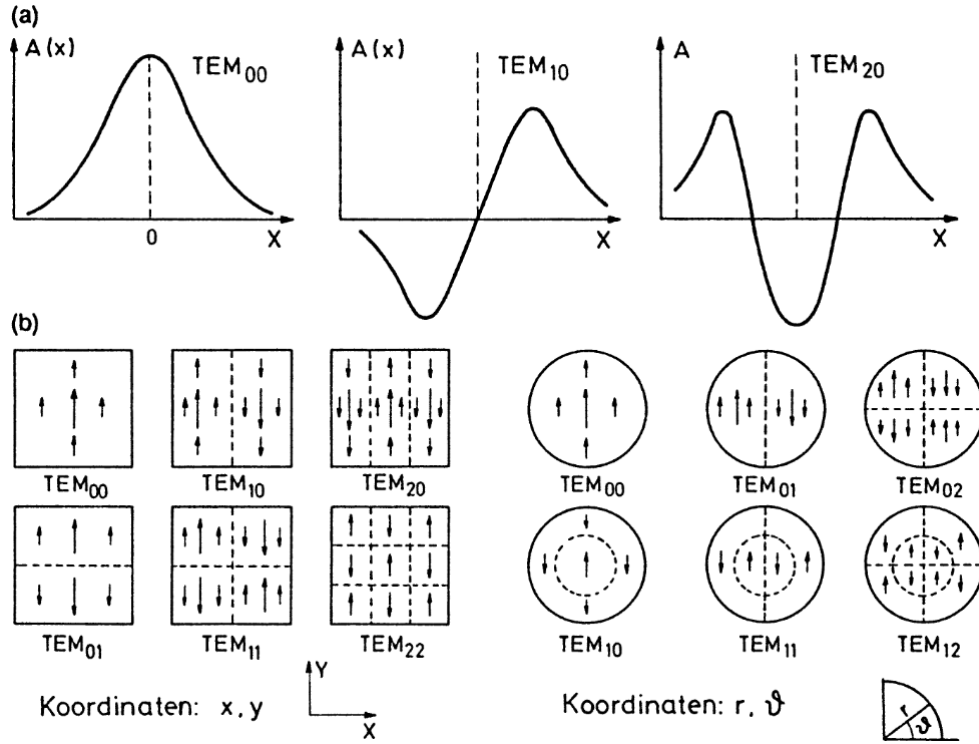 (a)
A(x) TEM₀₀ A(x) TEM₁₀ A TEM₂₀
0 X X X
(b)
TEM₀₀ TEM₁₀ TEM₂₀ TEM₀₀ TEM₀₁ TEM₀₂
TEM₀₁ TEM₁₁ TEM₂₂ TEM₁₀ TEM₁₁ TEM₁₂
Koordinaten: x, y Y X Koordinaten: r, ϑ r ϑ